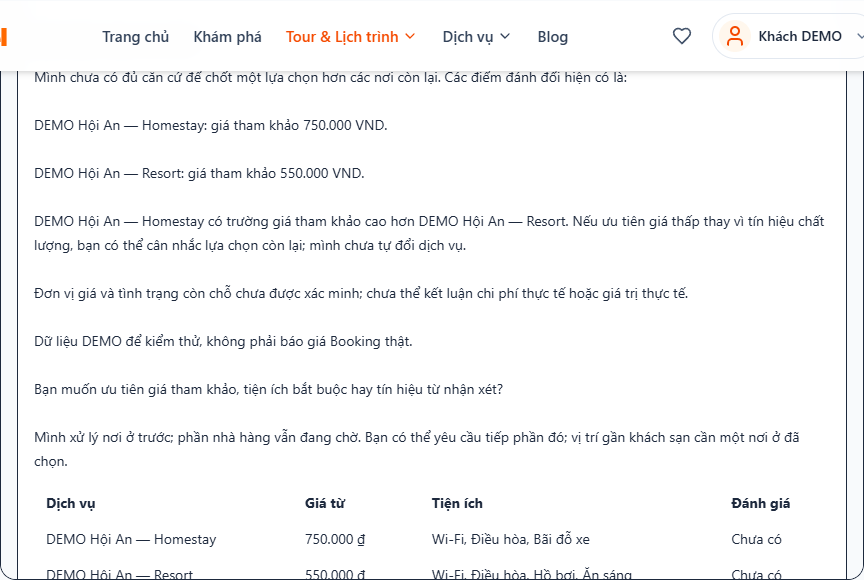 Trang chủ Khám phá Tour & Lịch trình Dịch vụ Blog Khách DEMO
Mình chưa có đủ căn cứ để chốt một lựa chọn hơn các nơi còn lại. Các điểm đánh đổi hiện có là:
DEMO Hội An — Homestay: giá tham khảo 750.000 VND.
DEMO Hội An — Resort: giá tham khảo 550.000 VND.
DEMO Hội An — Homestay có trường giá tham khảo cao hơn DEMO Hội An — Resort. Nếu ưu tiên giá thấp thay vì tín hiệu chất
lượng, bạn có thể cân nhắc lựa chọn còn lại; mình chưa tự đổi dịch vụ.
Đơn vị giá và tình trạng còn chỗ chưa được xác minh; chưa thể kết luận chi phí thực tế hoặc giá trị thực tế.
Dữ liệu DEMO để kiểm thử, không phải báo giá Booking thật.
Bạn muốn ưu tiên giá tham khảo, tiện ích bắt buộc hay tín hiệu từ nhận xét?
Mình xử lý nơi ở trước; phần nhà hàng vẫn đang chờ. Bạn có thể yêu cầu tiếp phần đó; vị trí gần khách sạn cần một nơi ở đã
chọn.
Dịch vụ Giá từ Tiện ích Đánh giá
DEMO Hội An — Homestay 750.000 ₫ Wi-Fi, Điều hòa, Bãi đỗ xe Chưa có
DEMO Hội An — Resort 550.000 ₫ Wi-Fi, Điều hòa, Hồ bơi, Ăn sáng Chưa có